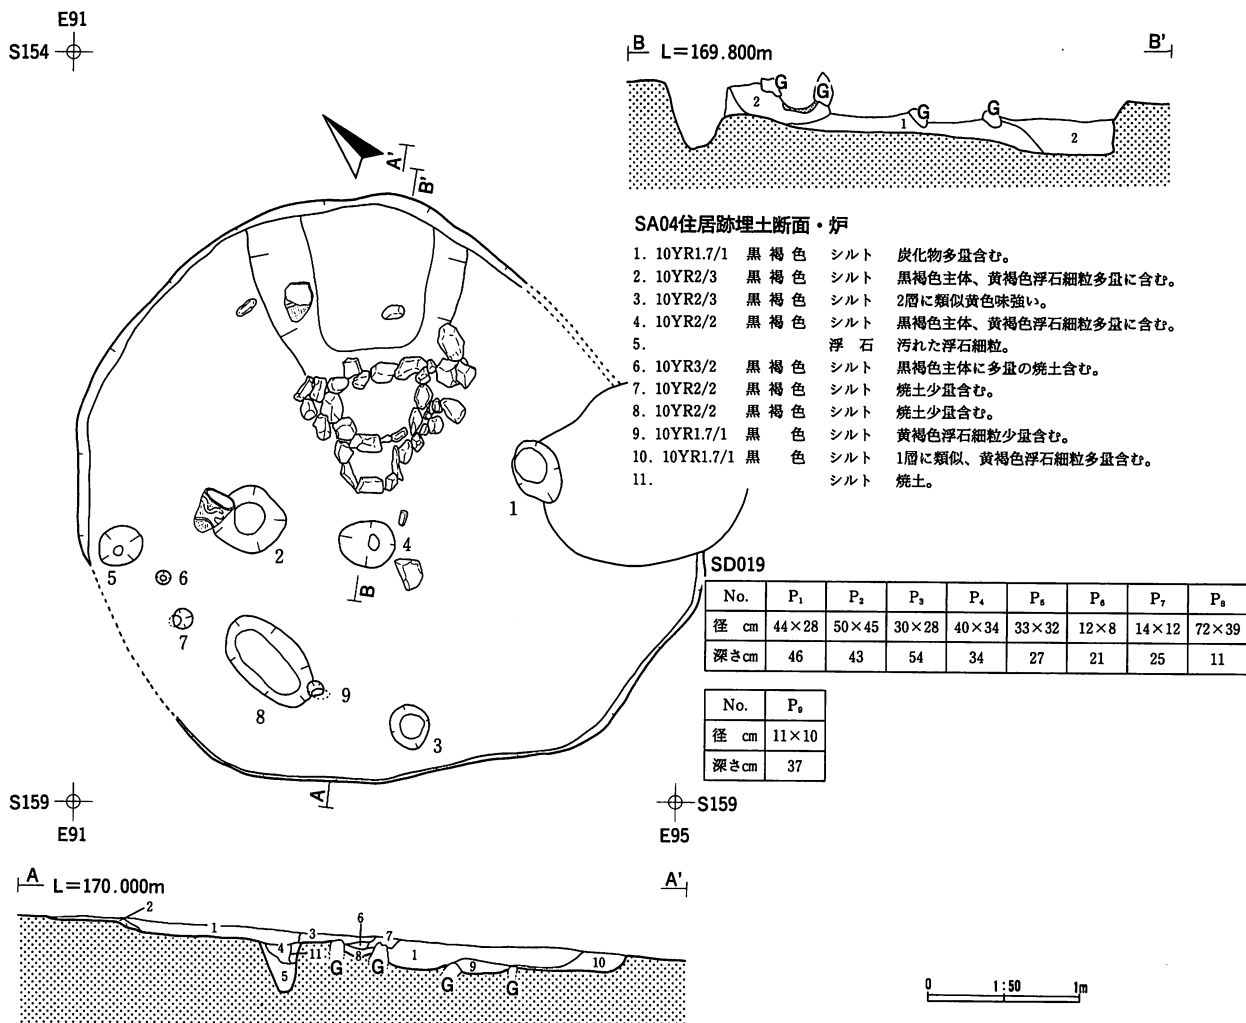 E91
S154
B L=169.800m B'
G G G G
2 1 2
A'
B'
SA04住居跡埋土断面・炉
1. 10YR1.7/1 黒褐色 シルト 炭化物多量含む。
2. 10YR2/3 黒褐色 シルト 黒褐色主体、黄褐色浮石細粒多量に含む。
3. 10YR2/3 黒褐色 シルト 2層に類似黄色味強い。
4. 10YR2/2 黒褐色 シルト 黒褐色主体、黄褐色浮石細粒多量に含む。
5. 浮石 汚れた浮石細粒。
6. 10YR3/2 黒褐色 シルト 黒褐色主体に多量の焼土含む。
7. 10YR2/2 黒褐色 シルト 焼土少量含む。
8. 10YR2/2 黒褐色 シルト 焼土少量含む。
9. 10YR1.7/1 黒色 シルト 黄褐色浮石細粒少量含む。
10. 10YR1.7/1 黒色 シルト 1層に類似、黄褐色浮石細粒多量含む。
11. シルト 焼土。
1
2
4
5
6
7
B
8
9
3
A
SD019
No. P₁ P₂ P₃ P₄ P₅ P₆ P₇ P₈
径 cm 44×28 50×45 30×28 40×34 33×32 12×8 14×12 72×39
深さcm 46 43 54 34 27 21 25 11
No. P₉
径 cm 11×10
深さcm 37
S159
E91
S159
E95
A L=170.000m A'
2 1 3 6 7
4 11 8 1 9 10
5 G G G G
0 1:50 1m